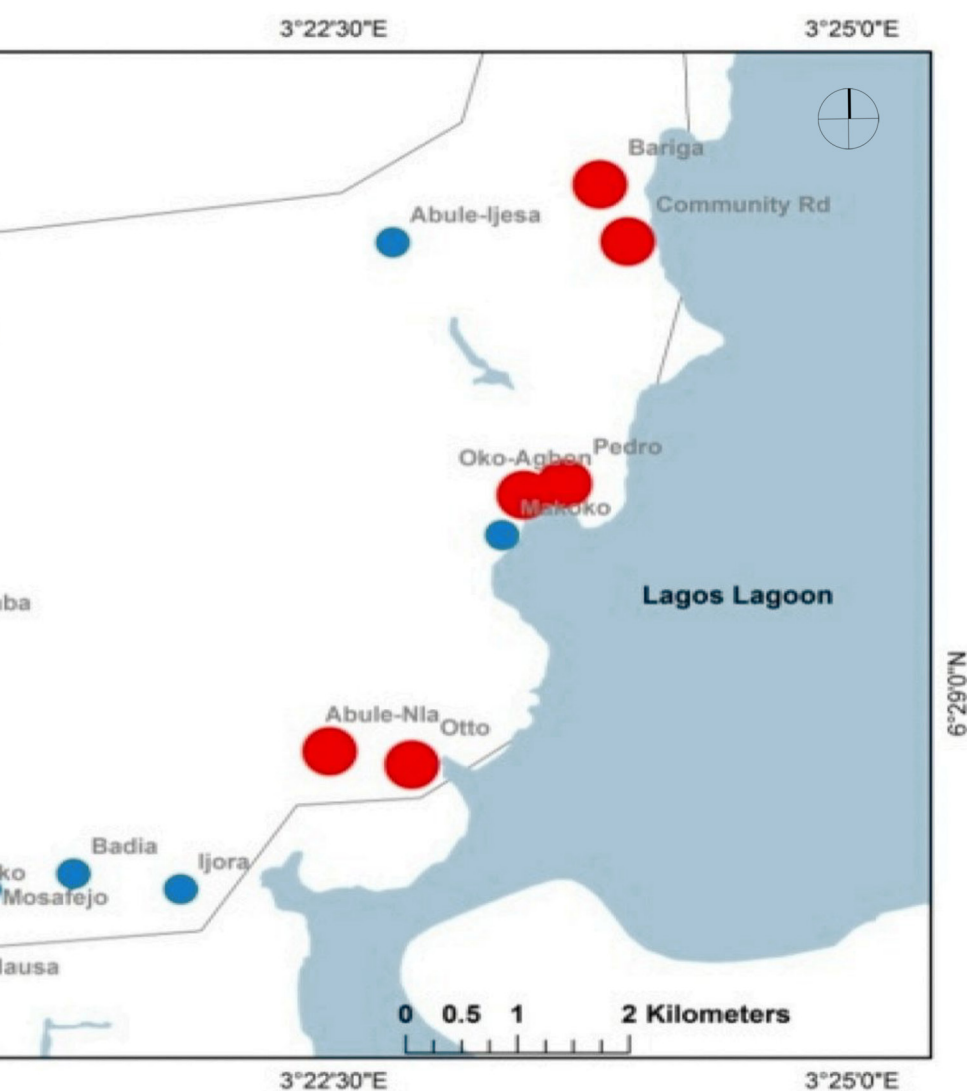 3°22'30"E
3°25'0"E
Bariga
Community Rd
Abule-Ijesa
Pedro
Oko-Agbon
Makoko
Lagos Lagoon
6°29'0"N
Abule-Nla
Otto
Badia
Ijora
Mosafejo
0 0.5 1 2 Kilometers
3°22'30"E
3°25'0"E